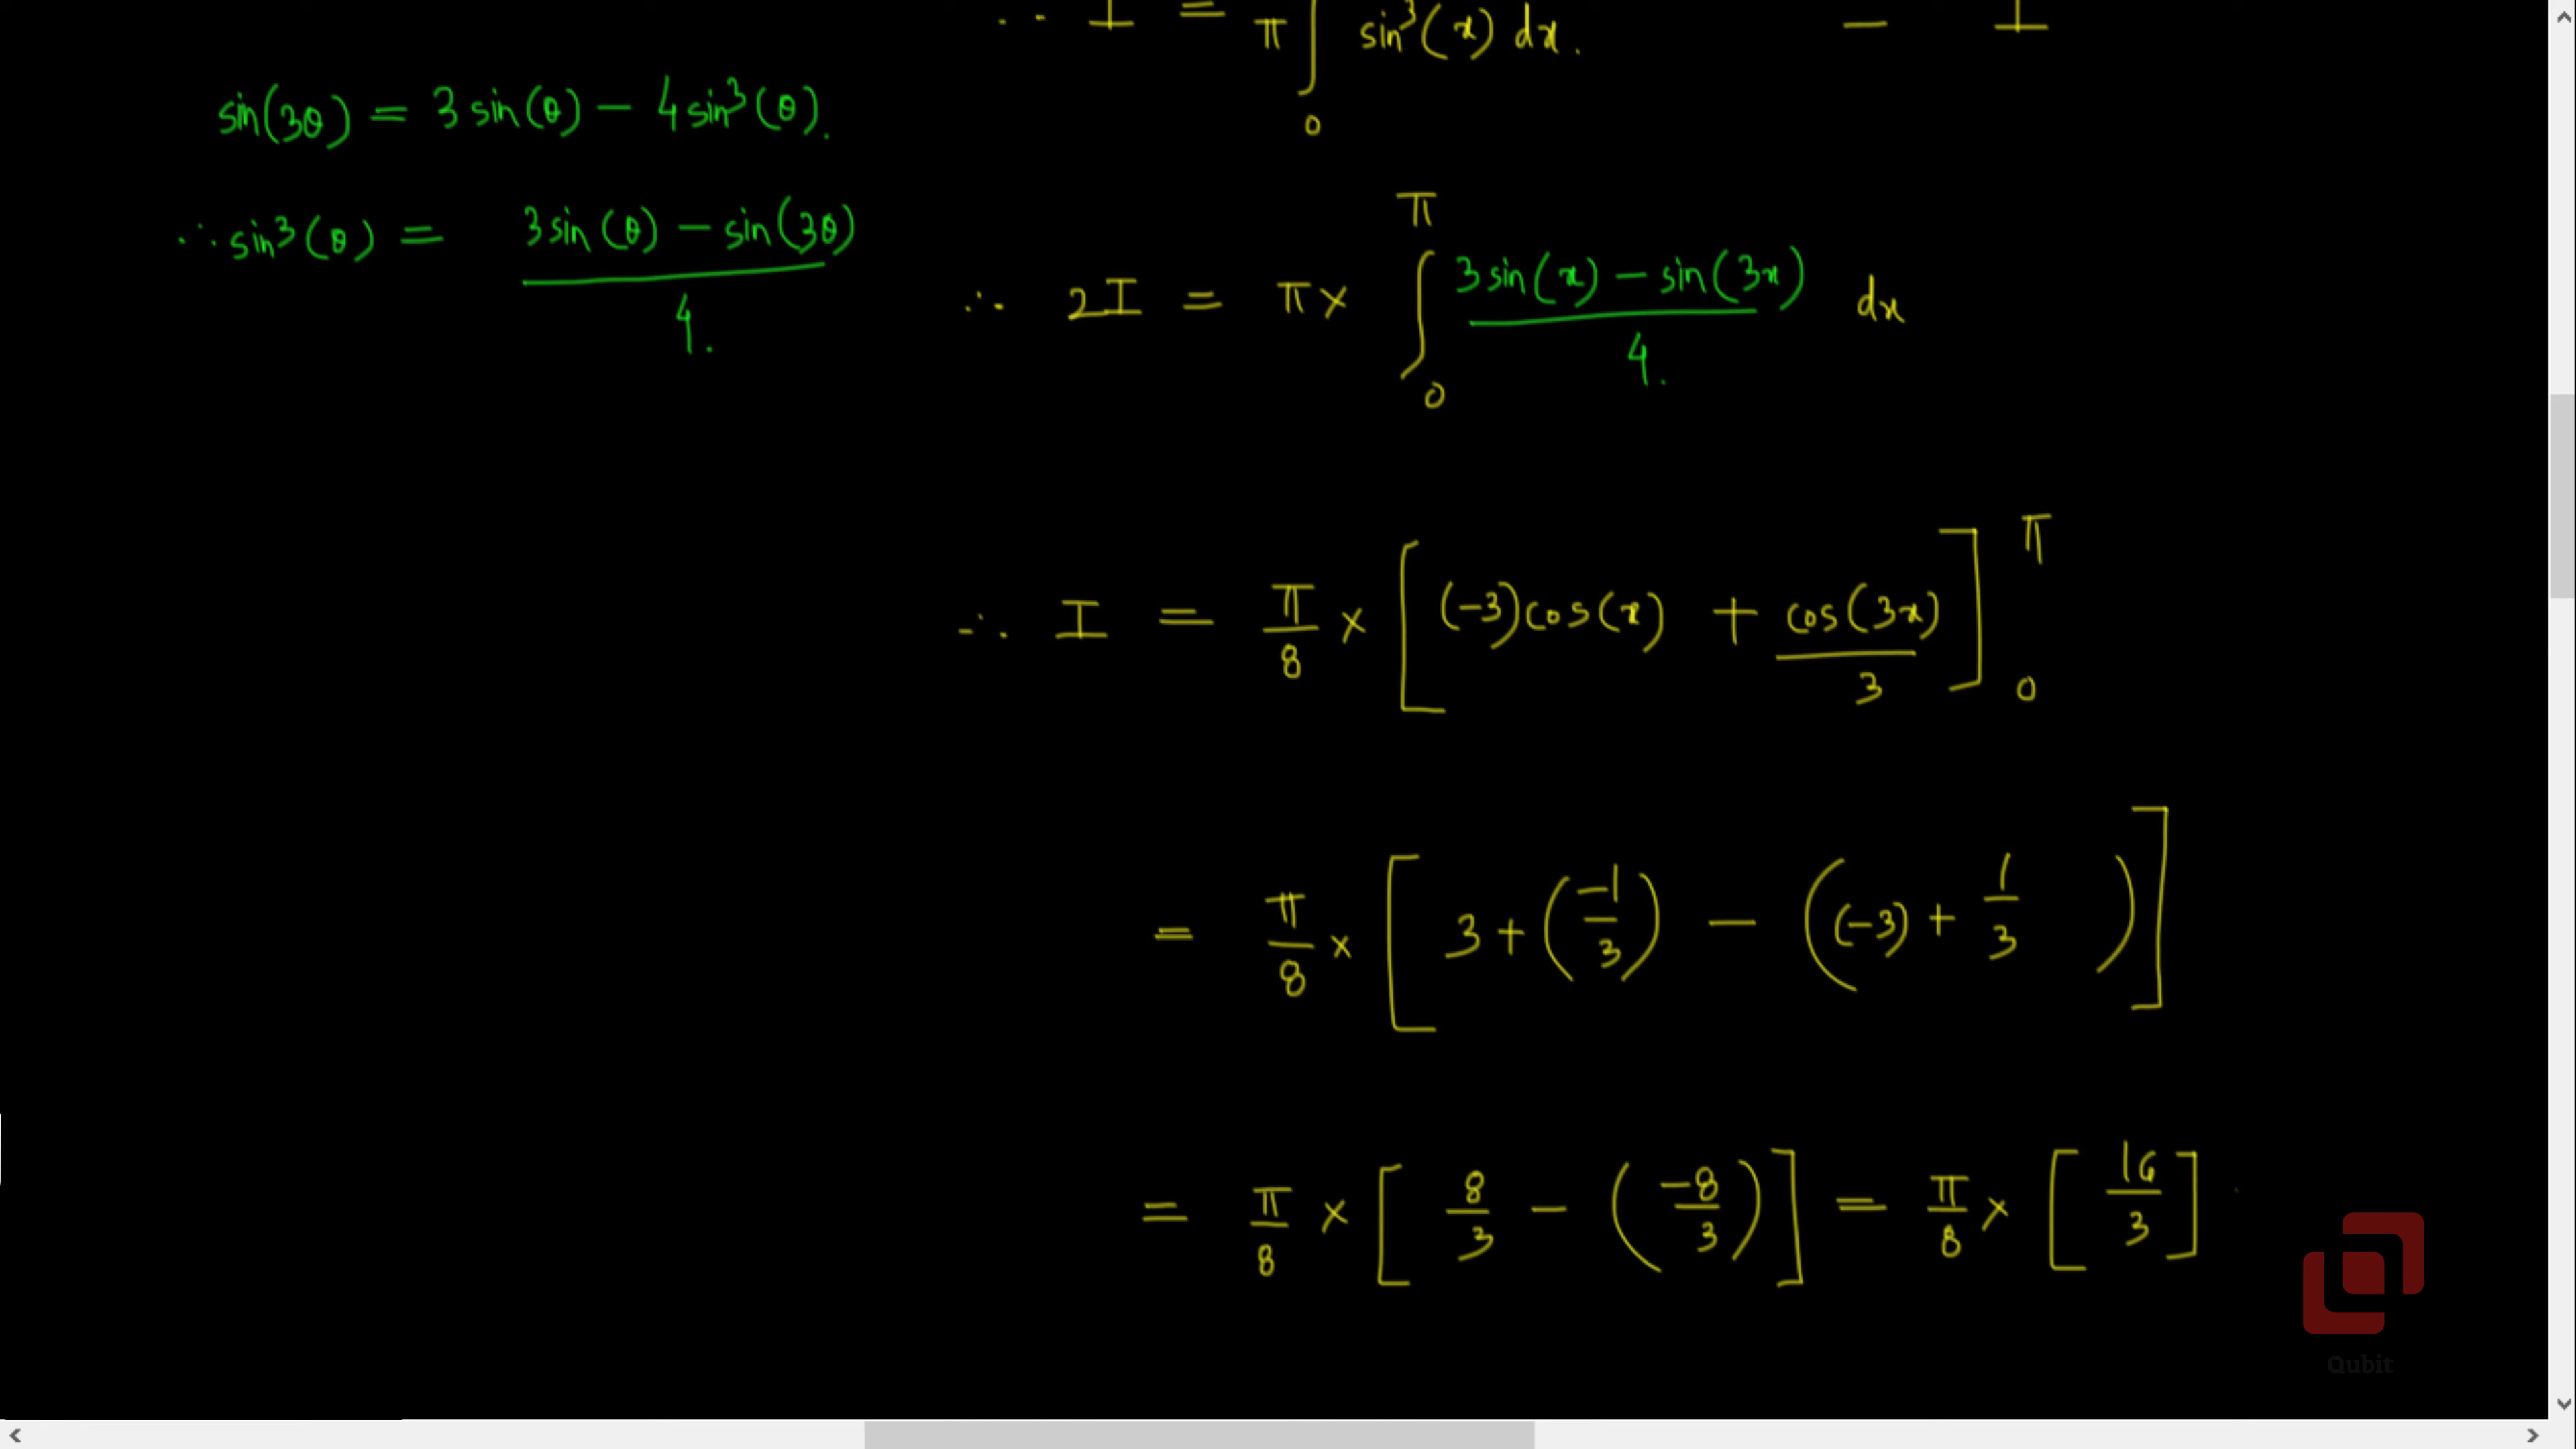 ∴ I = π ∫₀ sin³(x) dx. − I
sin(3θ) = 3 sin(θ) − 4 sin³(θ).
∴ sin³(θ) = (3 sin(θ) − sin(3θ)) / 4.
∴ 2I = π × ∫₀^π (3 sin(x) − sin(3x)) / 4. dx
∴ I = π/8 × [ (-3) cos(x) + cos(3x)/3 ]₀^π
= π/8 × [ 3 + (-1/3) − ( (-3) + 1/3 ) ]
= π/8 × [ 8/3 − ( -8/3 ) ] = π/8 × [ 16/3 ]
Qubit